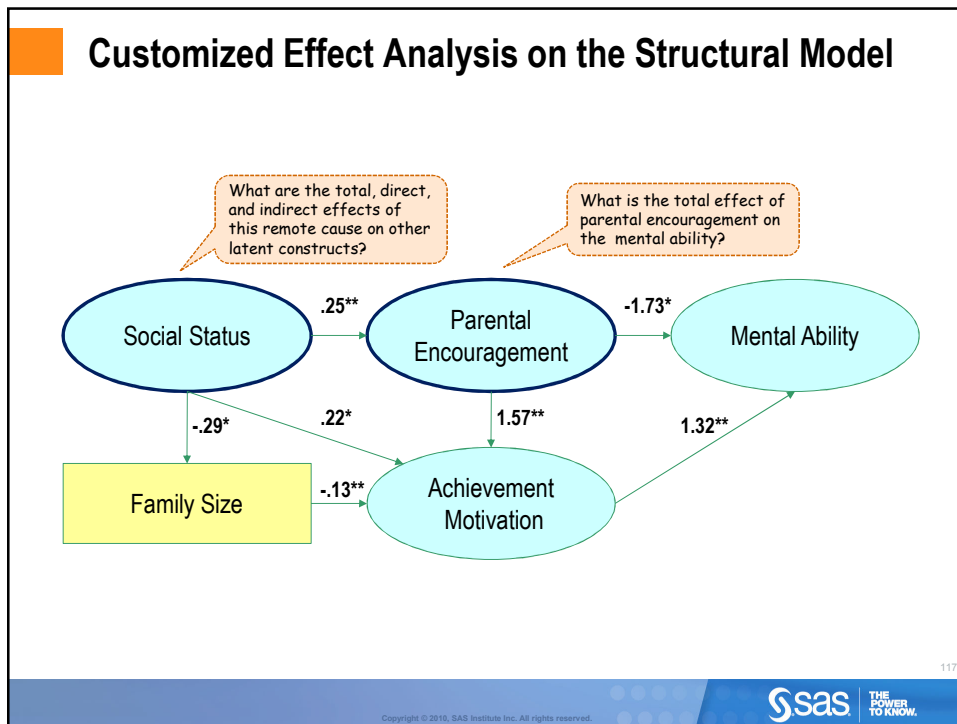 Customized Effect Analysis on the Structural Model
What are the total, direct,
and indirect effects of
this remote cause on other
latent constructs?
What is the total effect of
parental encouragement on
the mental ability?
Social Status
.25**
Parental
Encouragement
-1.73*
Mental Ability
-.29*
.22*
1.57**
1.32**
Family Size
-.13**
Achievement
Motivation
117
Copyright © 2010, SAS Institute Inc. All rights reserved.
sas
THE
POWER
TO KNOW.